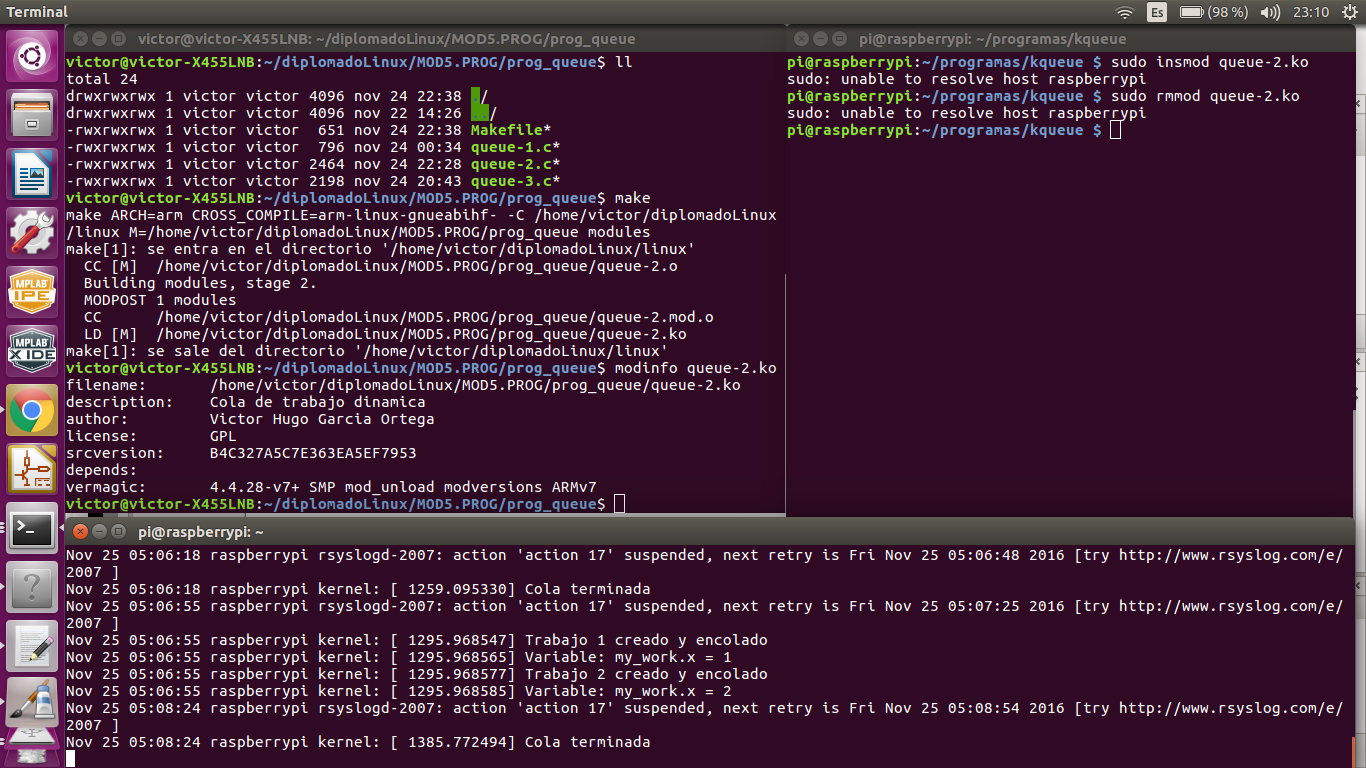 Terminal
Es
(98 %)
23:10
victor@victor-X455LNB: ~/diplomadoLinux/MOD5.PROG/prog_queue
victor@victor-X455LNB:~/diplomadoLinux/MOD5.PROG/prog_queue$ ll
total 24
drwxrwxrwx 1 victor victor 4096 nov 24 22:38 ./
drwxrwxrwx 1 victor victor 4096 nov 22 14:26 ../
-rwxrwxrwx 1 victor victor  651 nov 24 22:38 Makefile*
-rwxrwxrwx 1 victor victor  796 nov 24 00:34 queue-1.c*
-rwxrwxrwx 1 victor victor 2464 nov 24 22:28 queue-2.c*
-rwxrwxrwx 1 victor victor 2198 nov 24 20:43 queue-3.c*
victor@victor-X455LNB:~/diplomadoLinux/MOD5.PROG/prog_queue$ make
make ARCH=arm CROSS_COMPILE=arm-linux-gnueabihf- -C /home/victor/diplomadoLinux
/linux M=/home/victor/diplomadoLinux/MOD5.PROG/prog_queue modules
make[1]: se entra en el directorio '/home/victor/diplomadoLinux/linux'
  CC [M]  /home/victor/diplomadoLinux/MOD5.PROG/prog_queue/queue-2.o
  Building modules, stage 2.
  MODPOST 1 modules
  CC      /home/victor/diplomadoLinux/MOD5.PROG/prog_queue/queue-2.mod.o
  LD [M]  /home/victor/diplomadoLinux/MOD5.PROG/prog_queue/queue-2.ko
make[1]: se sale del directorio '/home/victor/diplomadoLinux/linux'
victor@victor-X455LNB:~/diplomadoLinux/MOD5.PROG/prog_queue$ modinfo queue-2.ko
filename:       /home/victor/diplomadoLinux/MOD5.PROG/prog_queue/queue-2.ko
description:    Cola de trabajo dinamica
author:         Victor Hugo Garcia Ortega
license:        GPL
srcversion:     B4C327A5C7E363EA5EF7953
depends:
vermagic:       4.4.28-v7+ SMP mod_unload modversions ARMv7
victor@victor-X455LNB:~/diplomadoLinux/MOD5.PROG/prog_queue$
pi@raspberrypi: ~/programas/kqueue
pi@raspberrypi:~/programas/kqueue $ sudo insmod queue-2.ko
sudo: unable to resolve host raspberrypi
pi@raspberrypi:~/programas/kqueue $ sudo rmmod queue-2.ko
sudo: unable to resolve host raspberrypi
pi@raspberrypi:~/programas/kqueue $
pi@raspberrypi: ~
Nov 25 05:06:18 raspberrypi rsyslogd-2007: action 'action 17' suspended, next retry is Fri Nov 25 05:06:48 2016 [try http://www.rsyslog.com/e/
2007 ]
Nov 25 05:06:18 raspberrypi kernel: [ 1259.095330] Cola terminada
Nov 25 05:06:55 raspberrypi rsyslogd-2007: action 'action 17' suspended, next retry is Fri Nov 25 05:07:25 2016 [try http://www.rsyslog.com/e/
2007 ]
Nov 25 05:06:55 raspberrypi kernel: [ 1295.968547] Trabajo 1 creado y encolado
Nov 25 05:06:55 raspberrypi kernel: [ 1295.968565] Variable: my_work.x = 1
Nov 25 05:06:55 raspberrypi kernel: [ 1295.968577] Trabajo 2 creado y encolado
Nov 25 05:06:55 raspberrypi kernel: [ 1295.968585] Variable: my_work.x = 2
Nov 25 05:08:24 raspberrypi rsyslogd-2007: action 'action 17' suspended, next retry is Fri Nov 25 05:08:54 2016 [try http://www.rsyslog.com/e/
2007 ]
Nov 25 05:08:24 raspberrypi kernel: [ 1385.772494] Cola terminada
MPLAB
IPE
MPLAB
X IDE